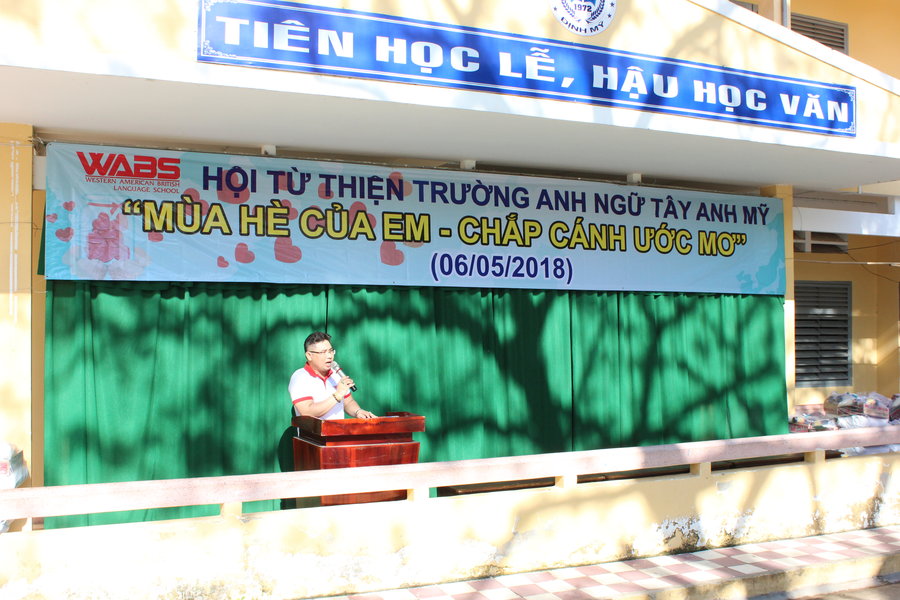 1972
ĐỊNH MỸ
TIÊN HỌC LỄ, HẬU HỌC VĂN
WABS
WESTERN AMERICAN BRITISH
LANGUAGE SCHOOL
HỘI TỪ THIỆN TRƯỜNG ANH NGỮ TÂY ANH MỸ
“MÙA HÈ CỦA EM - CHẮP CÁNH ƯỚC MƠ”
(06/05/2018)